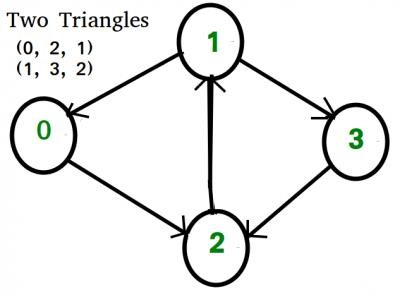 Two Triangles
(0, 2, 1)
(1, 3, 2)
1
0
3
2